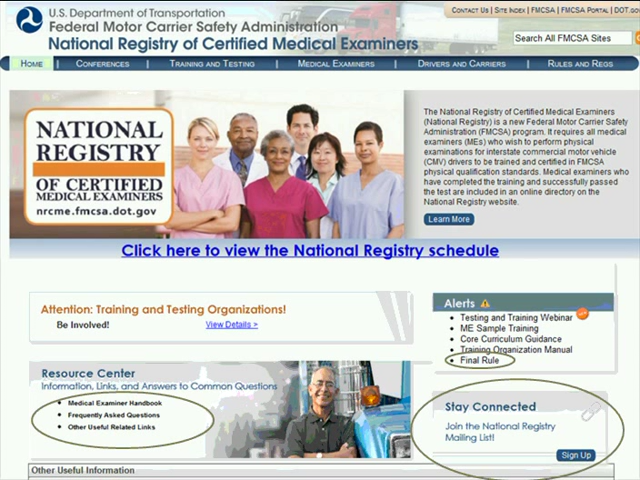 U.S. Department of Transportation
Federal Motor Carrier Safety Administration
National Registry of Certified Medical Examiners
Contact Us | Site Index | FMCSA | FMCSA Portal | DOT.go
Search All FMCSA Sites
Home | Conferences | Training and Testing | Medical Examiners | Drivers and Carriers | Rules and Regs
NATIONAL
REGISTRY
OF CERTIFIED
MEDICAL EXAMINERS
nrcme.fmcsa.dot.gov
The National Registry of Certified Medical Examiners
(National Registry) is a new Federal Motor Carrier Safety
Administration (FMCSA) program. It requires all medical
examiners (MEs) who wish to perform physical
examinations for interstate commercial motor vehicle
(CMV) drivers to be trained and certified in FMCSA
physical qualification standards. Medical examiners who
have completed the training and successfully passed
the test are included in an online directory on the
National Registry website.
Learn More
Click here to view the National Registry schedule
Attention: Training and Testing Organizations!
Be Involved! View Details >
Alerts
• Testing and Training Webinar
• ME Sample Training
• Core Curriculum Guidance
• Training Organization Manual
• Final Rule
Resource Center
Information, Links, and Answers to Common Questions
• Medical Examiner Handbook
• Frequently Asked Questions
• Other Useful Related Links
Stay Connected
Join the National Registry
Mailing List!
Sign Up
Other Useful Information